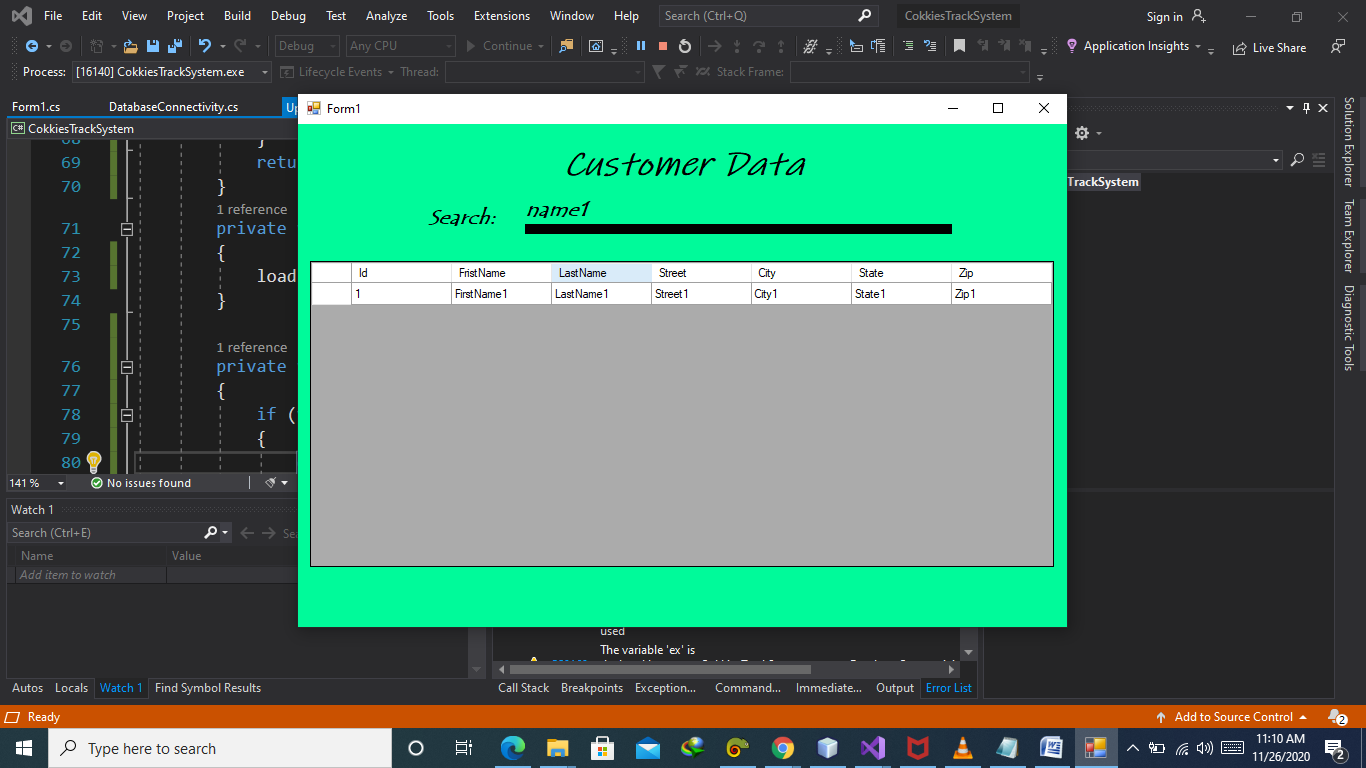 File Edit View Project Build Debug Test Analyze Tools Extensions Window Help Search (Ctrl+Q) CokkiesTrackSystem Sign in
Debug Any CPU Continue Application Insights Live Share
Process: [16140] CokkiesTrackSystem.exe Lifecycle Events Thread: Stack Frame:
Form1.cs DatabaseConnectivity.cs Up
C# CokkiesTrackSystem
Form1
Customer Data
Search: name1
Id FristName LastName Street City State Zip
1 FirstName1 LastName1 Street1 City1 State1 Zip1
68 }
69 retu
70 }
1 reference
71 private
72 {
73 load
74 }
75
1 reference
76 private
77 {
78 if (
79 {
80
141 % No issues found
TrackSystem
Solution Explorer
Team Explorer
Diagnostic Tools
Watch 1
Search (Ctrl+E) Sea
Name Value
Add item to watch
used
The variable 'ex' is
Autos Locals Watch 1 Find Symbol Results
Call Stack Breakpoints Exception... Command... Immediate... Output Error List
Ready Add to Source Control 2
Type here to search
11:10 AM
11/26/2020
2